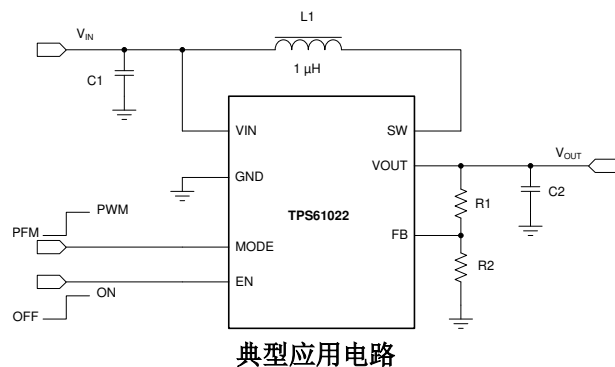 L1
VIN
C1
1 µH
VIN
SW
GND
VOUT
VOUT
TPS61022
R1
C2
PWM
PFM
MODE
FB
R2
EN
ON
OFF
典型应用电路